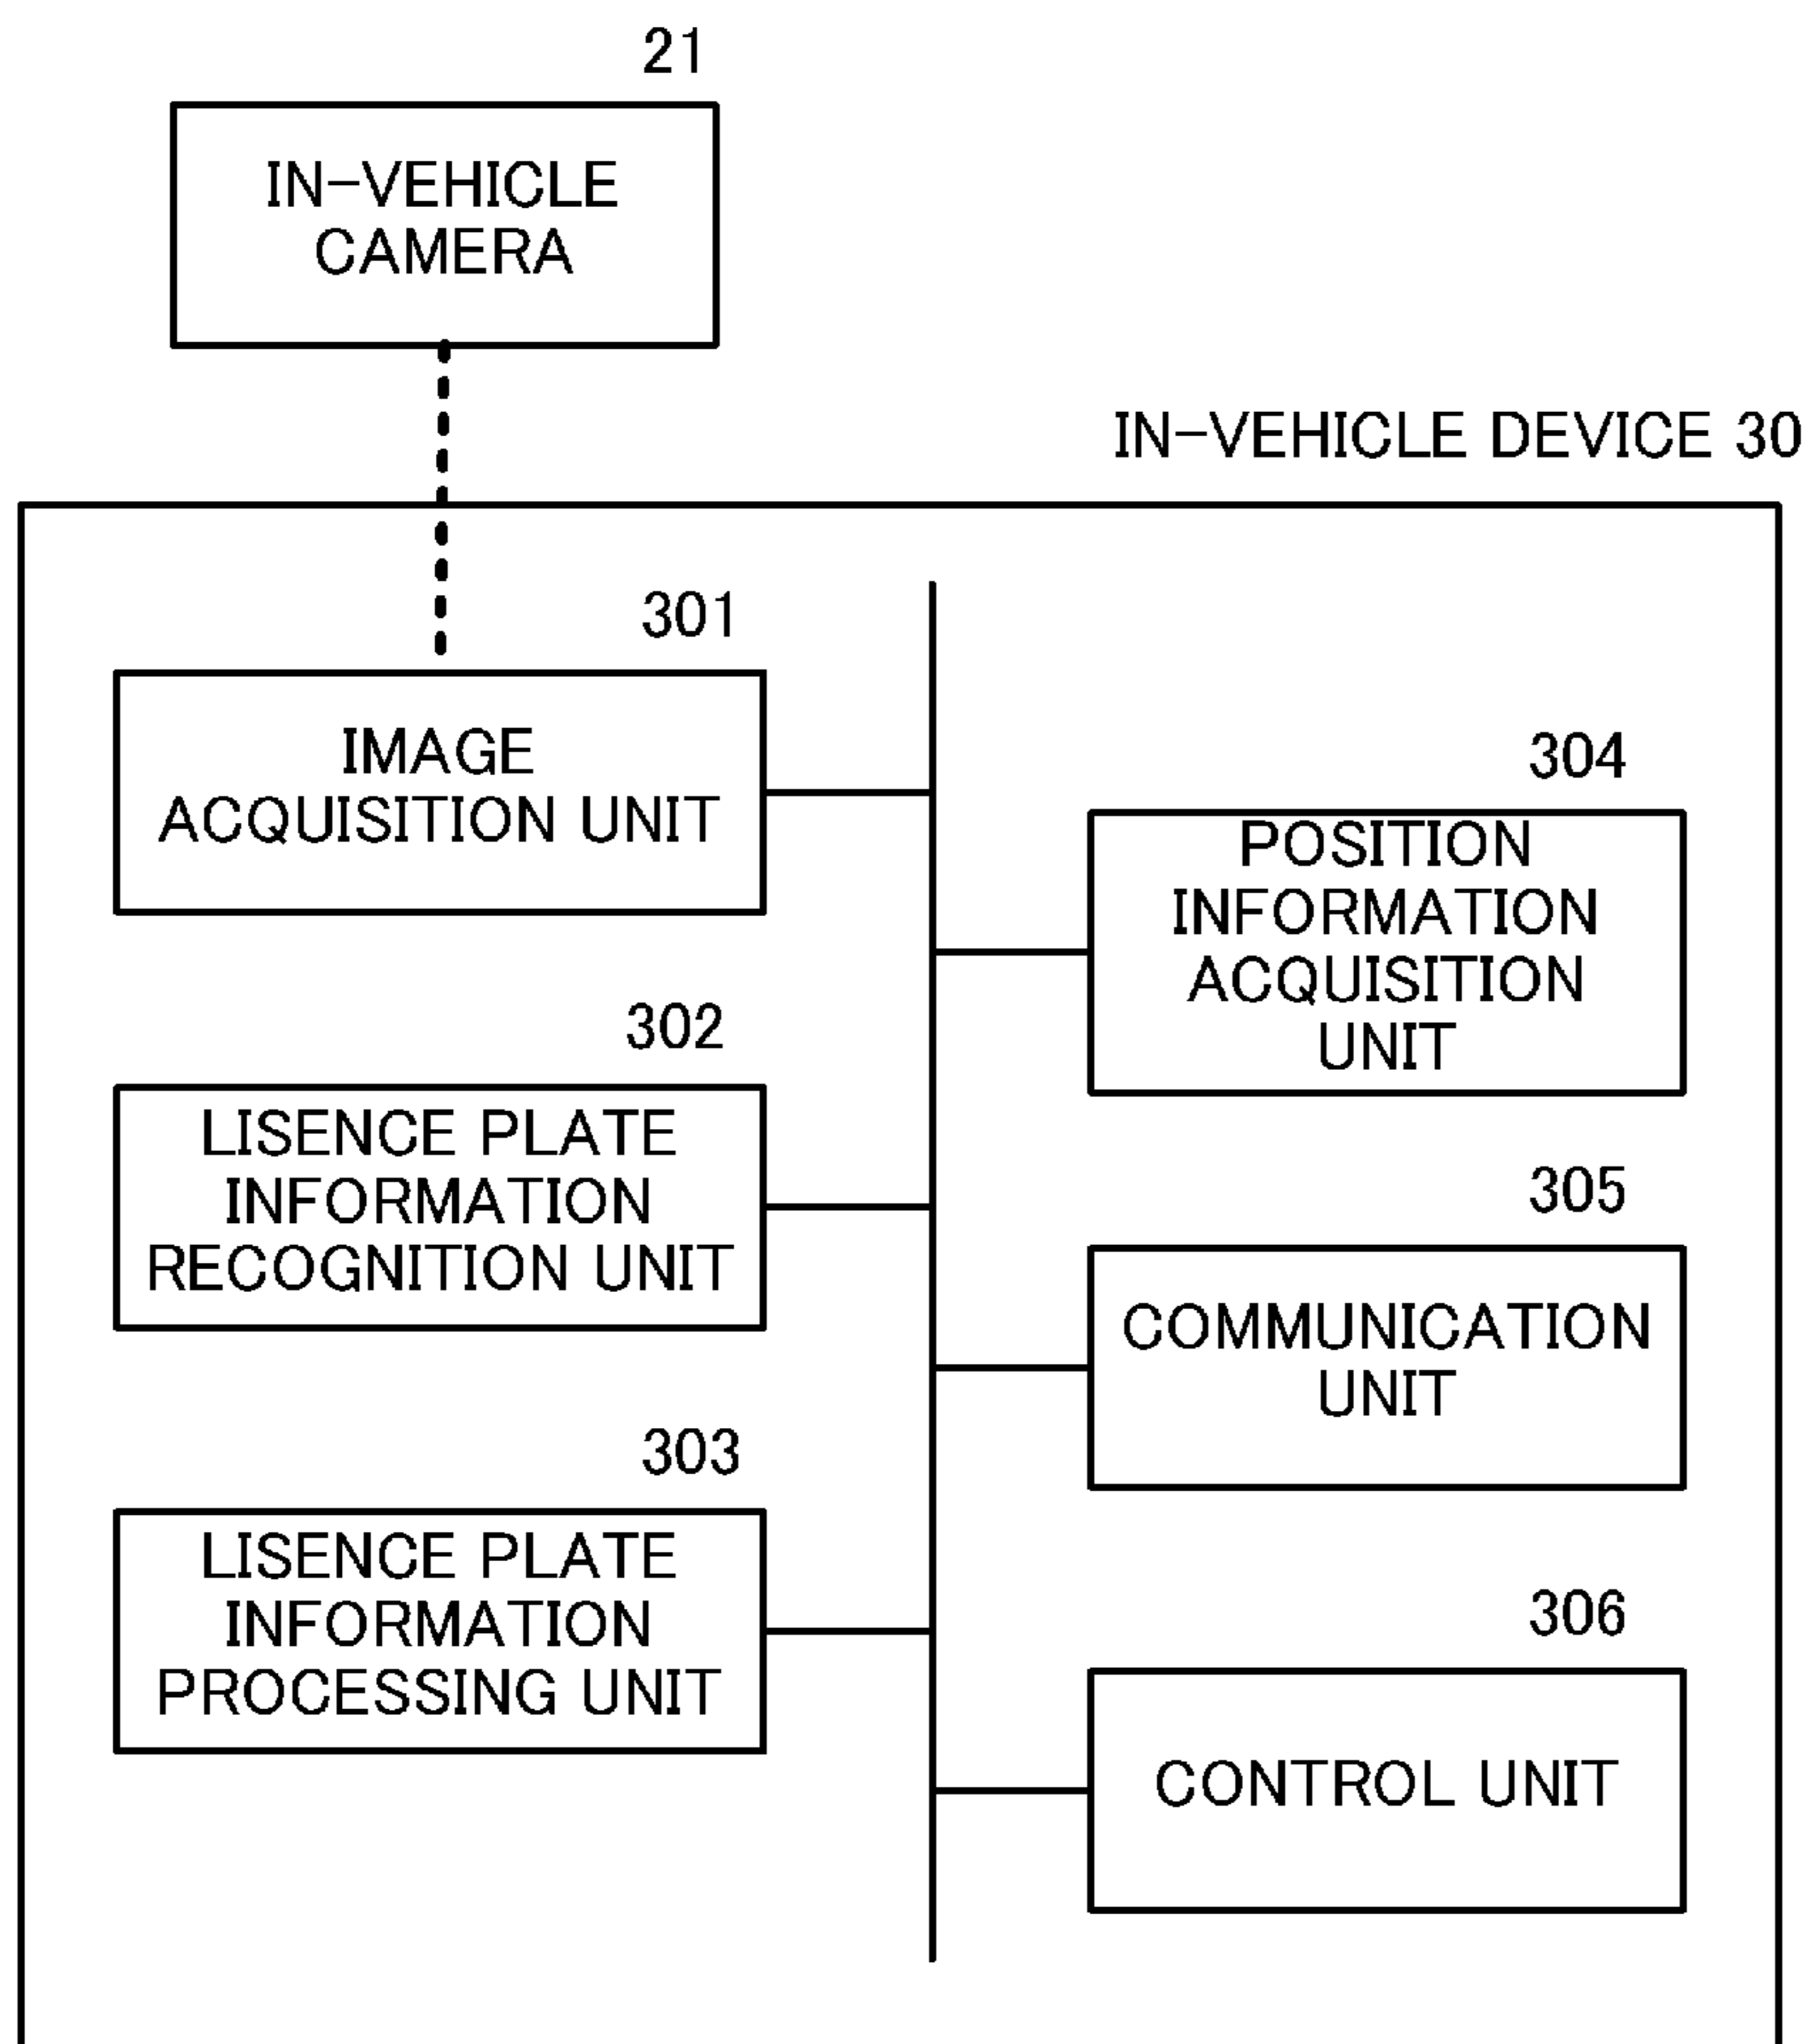 21
IN-VEHICLE
CAMERA
IN-VEHICLE DEVICE 30
301
IMAGE
ACQUISITION UNIT
302
LISENCE PLATE
INFORMATION
RECOGNITION UNIT
303
LISENCE PLATE
INFORMATION
PROCESSING UNIT
304
POSITION
INFORMATION
ACQUISITION
UNIT
305
COMMUNICATION
UNIT
306
CONTROL UNIT